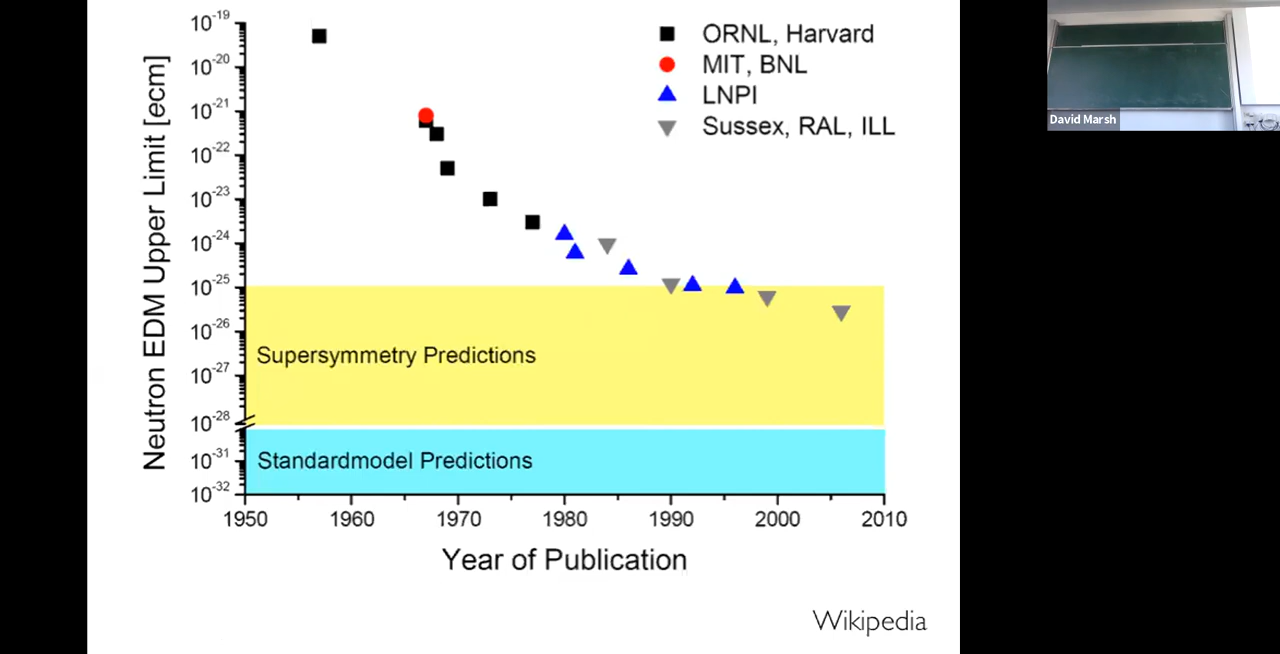 Neutron EDM Upper Limit [ecm]
10-19
10-20
10-21
10-22
10-23
10-24
10-25
10-26
10-27
10-28
10-31
10-32
ORNL, Harvard
MIT, BNL
LNPI
Sussex, RAL, ILL
Supersymmetry Predictions
Standardmodel Predictions
1950 1960 1970 1980 1990 2000 2010
Year of Publication
Wikipedia
David Marsh